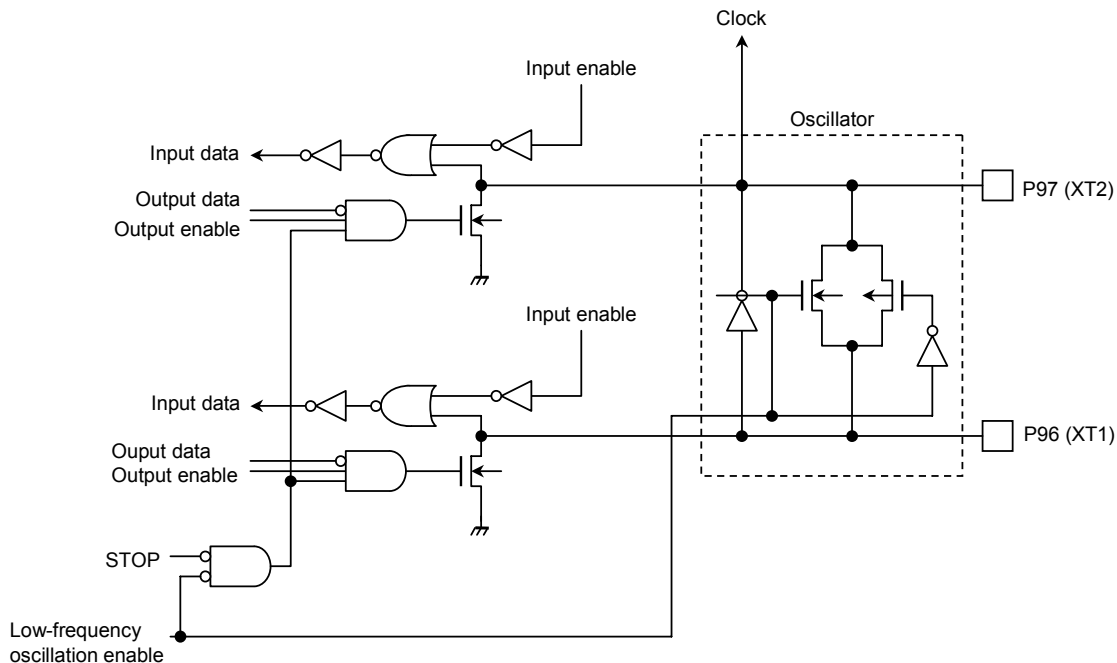 Clock
Input enable
Oscillator
Input data
P97 (XT2)
Output data
Output enable
Input enable
Input data
P96 (XT1)
Ouput data
Output enable
STOP
Low-frequency
oscillation enable